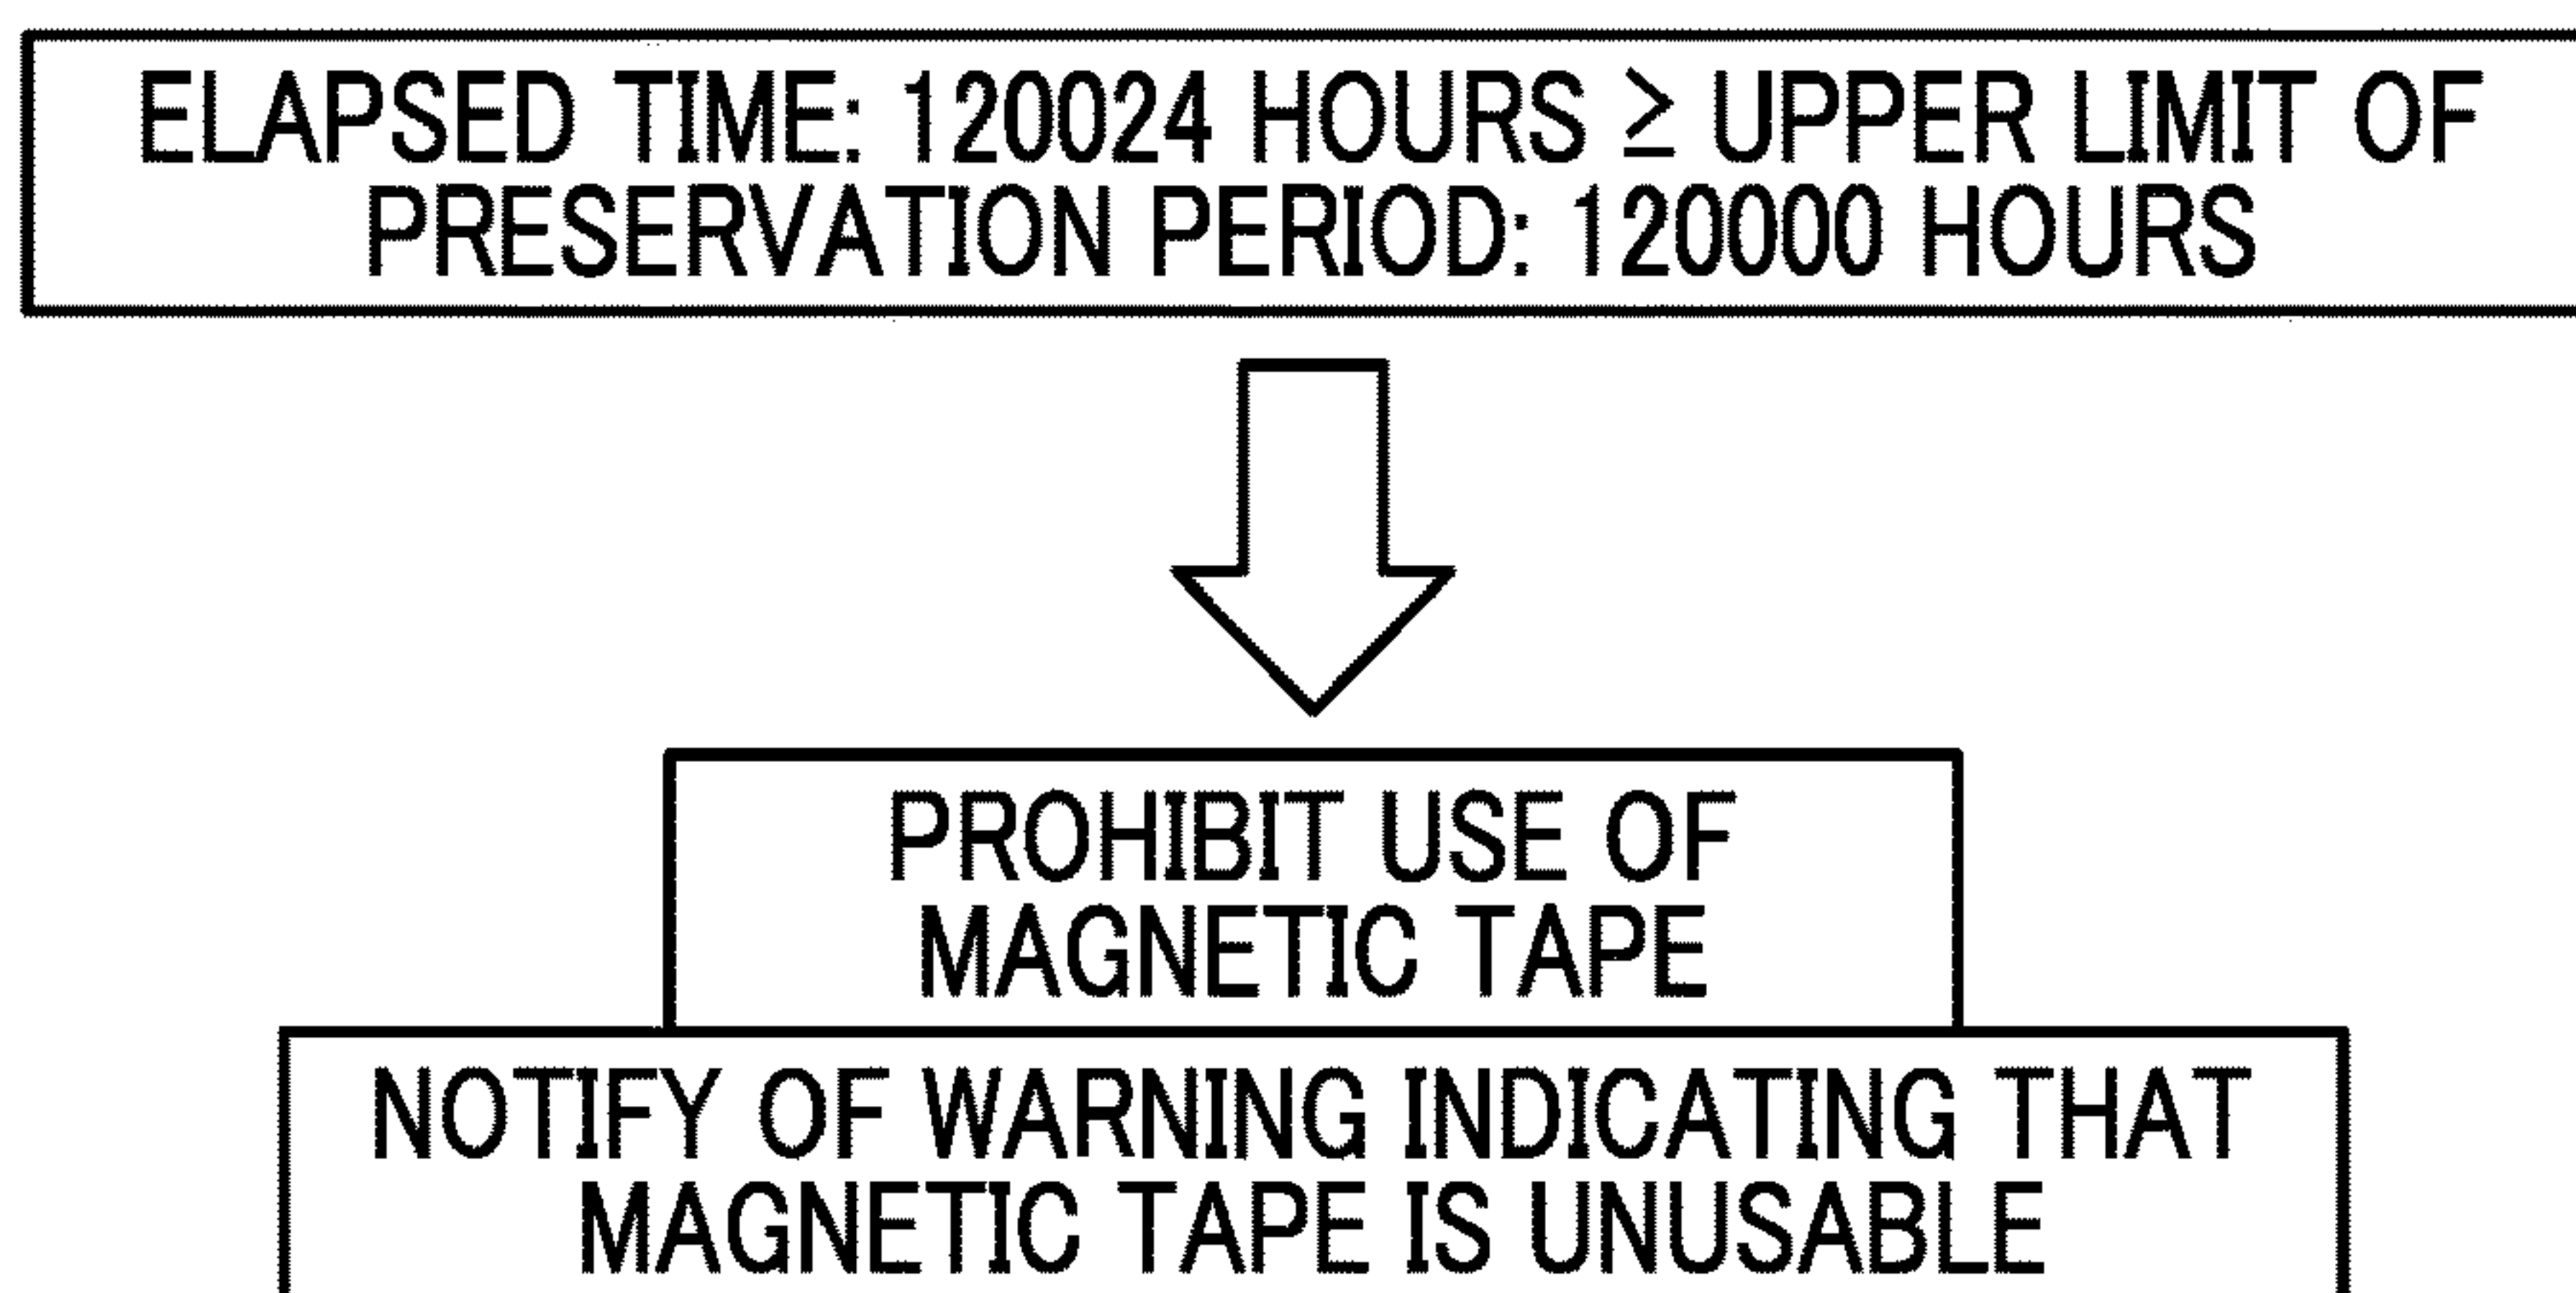 ELAPSED TIME: 120024 HOURS ≥ UPPER LIMIT OF
PRESERVATION PERIOD: 120000 HOURS
PROHIBIT USE OF
MAGNETIC TAPE
NOTIFY OF WARNING INDICATING THAT
MAGNETIC TAPE IS UNUSABLE